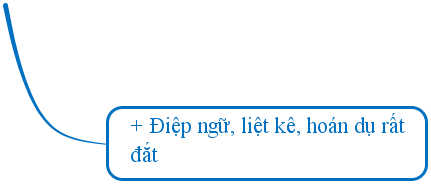 + Điệp ngữ, liệt kê, hoán dụ rất
đắt